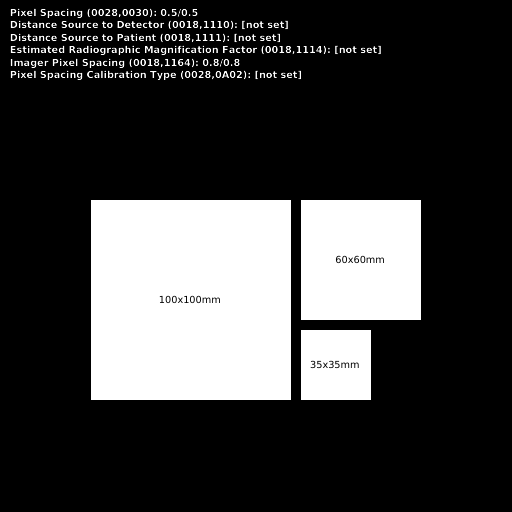 Pixel Spacing (0028,0030): 0.5/0.5
Distance Source to Detector (0018,1110): [not set]
Distance Source to Patient (0018,1111): [not set]
Estimated Radiographic Magnification Factor (0018,1114): [not set]
Imager Pixel Spacing (0018,1164): 0.8/0.8
Pixel Spacing Calibration Type (0028,0A02): [not set]
60x60mm
100x100mm
35x35mm